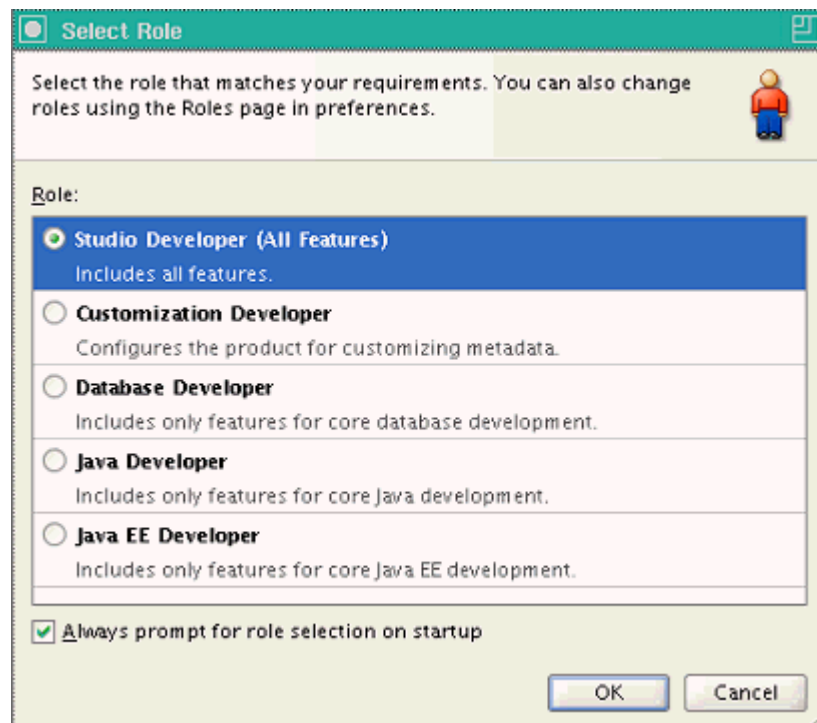 Select Role
Select the role that matches your requirements. You can also change
roles using the Roles page in preferences.
Role:
Studio Developer (All Features)
Includes all features.
Customization Developer
Configures the product for customizing metadata.
Database Developer
Includes only features for core database development.
Java Developer
Includes only features for core Java development.
Java EE Developer
Includes only features for core Java EE development.
Always prompt for role selection on startup
OK Cancel